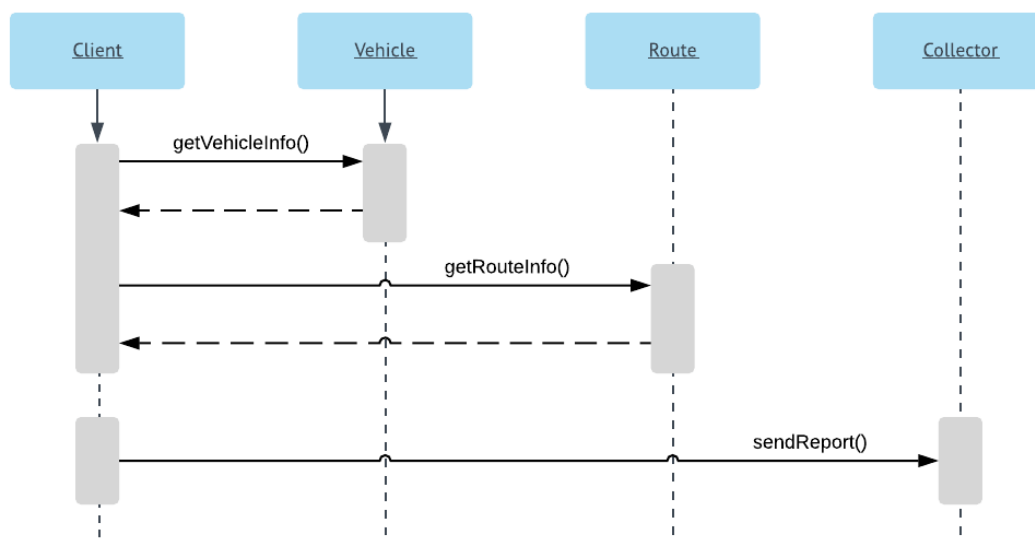 Client
Vehicle
Route
Collector
getVehicleInfo()
getRouteInfo()
sendReport()